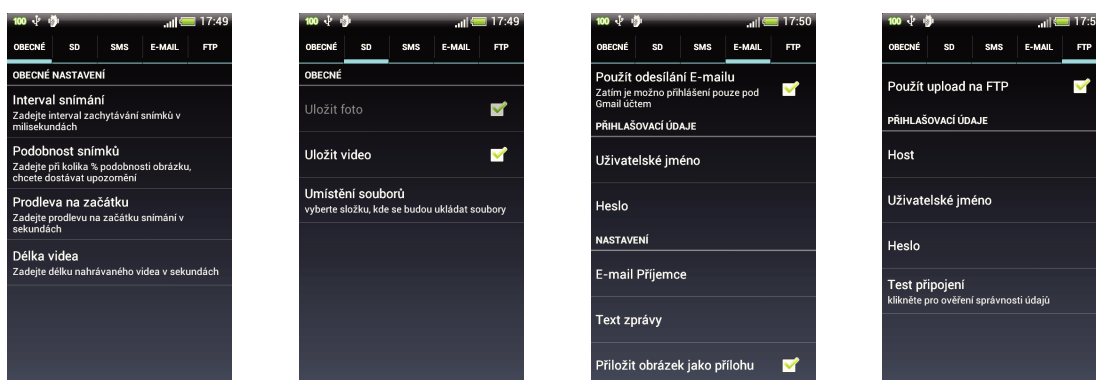 100 17:49
OBECNÉ SD SMS E-MAIL FTP
OBECNÉ NASTAVENÍ
Interval snímání
Zadejte interval zachytávání snímků v
milisekundách
Podobnost snímků
Zadejte při kolika % podobnosti obrázku,
chcete dostávat upozornění
Prodleva na začátku
Zadejte prodlevu na začátku snímání v
sekundách
Délka videa
Zadejte délku nahrávaného videa v sekundách
100 17:49
OBECNÉ SD SMS E-MAIL FTP
OBECNÉ
Uložit foto
Uložit video
Umístění souborů
vyberte složku, kde se budou ukládat soubory
100 17:50
OBECNÉ SD SMS E-MAIL FTP
Použít odesílání E-mailu
Zatím je možno přihlášení pouze pod
Gmail účtem
PŘIHLAŠOVACÍ ÚDAJE
Uživatelské jméno
Heslo
NASTAVENÍ
E-mail Příjemce
Text zprávy
Přiložit obrázek jako přílohu
100 17:5
OBECNÉ SD SMS E-MAIL FTP
Použít upload na FTP
PŘIHLAŠOVACÍ ÚDAJE
Host
Uživatelské jméno
Heslo
Test připojení
klikněte pro ověření správnosti údajů